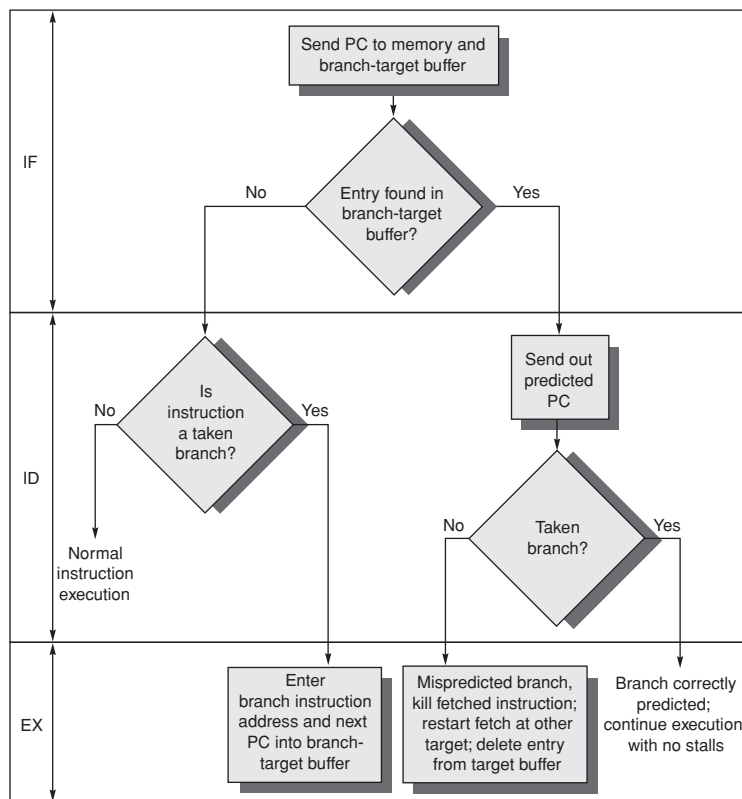 Send PC to memory and
branch-target buffer
IF
No
Entry found in
branch-target
buffer?
Yes
ID
No
Is
instruction
a taken
branch?
Yes
Send out
predicted
PC
No
Taken
branch?
Yes
Normal
instruction
execution
EX
Enter
branch instruction
address and next
PC into branch-
target buffer
Mispredicted branch,
kill fetched instruction;
restart fetch at other
target; delete entry
from target buffer
Branch correctly
predicted;
continue execution
with no stalls